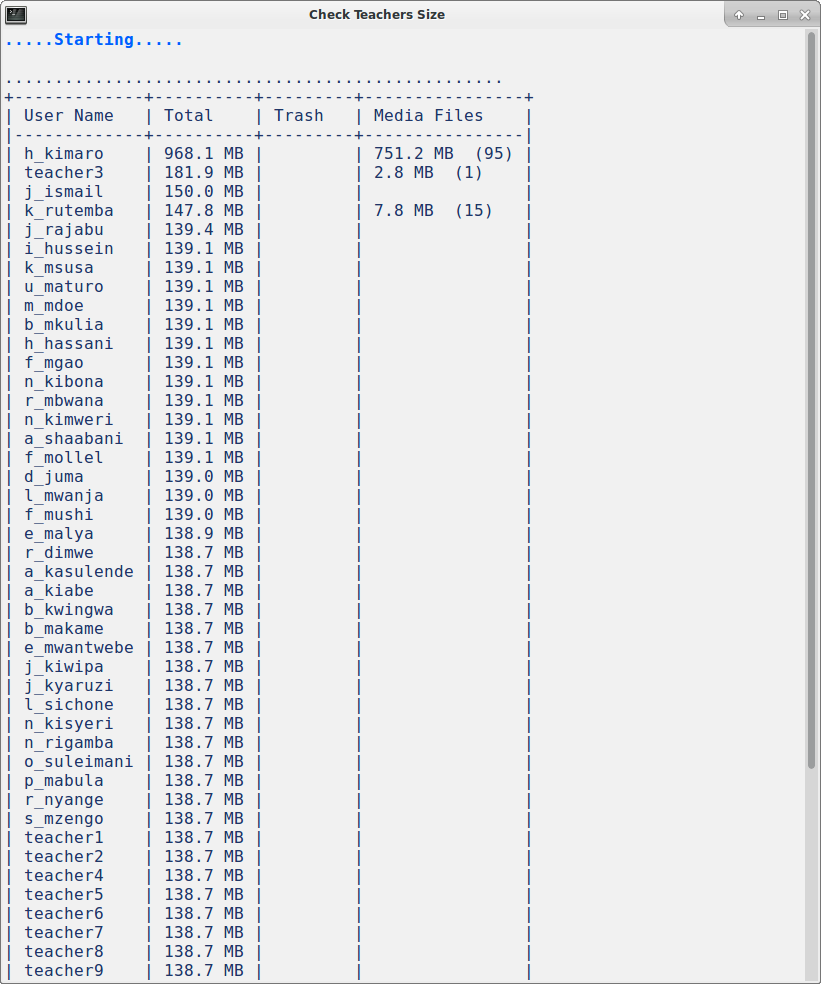 Check Teachers Size
.....Starting.....
..................................................
+-------------+----------+---------+----------------+
| User Name   | Total    | Trash   | Media Files    |
|-------------+----------+---------+----------------|
| h_kimaro    | 968.1 MB |         | 751.2 MB  (95) |
| teacher3    | 181.9 MB |         | 2.8 MB  (1)    |
| j_ismail    | 150.0 MB |         |                |
| k_rutemba   | 147.8 MB |         | 7.8 MB  (15)   |
| j_rajabu    | 139.4 MB |         |                |
| i_hussein   | 139.1 MB |         |                |
| k_msusa     | 139.1 MB |         |                |
| u_maturo    | 139.1 MB |         |                |
| m_mdoe      | 139.1 MB |         |                |
| b_mkulia    | 139.1 MB |         |                |
| h_hassani   | 139.1 MB |         |                |
| f_mgao      | 139.1 MB |         |                |
| n_kibona    | 139.1 MB |         |                |
| r_mbwana    | 139.1 MB |         |                |
| n_kimweri   | 139.1 MB |         |                |
| a_shaabani  | 139.1 MB |         |                |
| f_mollel    | 139.1 MB |         |                |
| d_juma      | 139.0 MB |         |                |
| l_mwanja    | 139.0 MB |         |                |
| f_mushi     | 139.0 MB |         |                |
| e_malya     | 138.9 MB |         |                |
| r_dimwe     | 138.7 MB |         |                |
| a_kasulende | 138.7 MB |         |                |
| a_kiabe     | 138.7 MB |         |                |
| b_kwingwa   | 138.7 MB |         |                |
| b_makame    | 138.7 MB |         |                |
| e_mwantwebe | 138.7 MB |         |                |
| j_kiwipa    | 138.7 MB |         |                |
| j_kyaruzi   | 138.7 MB |         |                |
| l_sichone   | 138.7 MB |         |                |
| n_kisyeri   | 138.7 MB |         |                |
| n_rigamba   | 138.7 MB |         |                |
| o_suleimani | 138.7 MB |         |                |
| p_mabula    | 138.7 MB |         |                |
| r_nyange    | 138.7 MB |         |                |
| s_mzengo    | 138.7 MB |         |                |
| teacher1    | 138.7 MB |         |                |
| teacher2    | 138.7 MB |         |                |
| teacher4    | 138.7 MB |         |                |
| teacher5    | 138.7 MB |         |                |
| teacher6    | 138.7 MB |         |                |
| teacher7    | 138.7 MB |         |                |
| teacher8    | 138.7 MB |         |                |
| teacher9    | 138.7 MB |         |                |